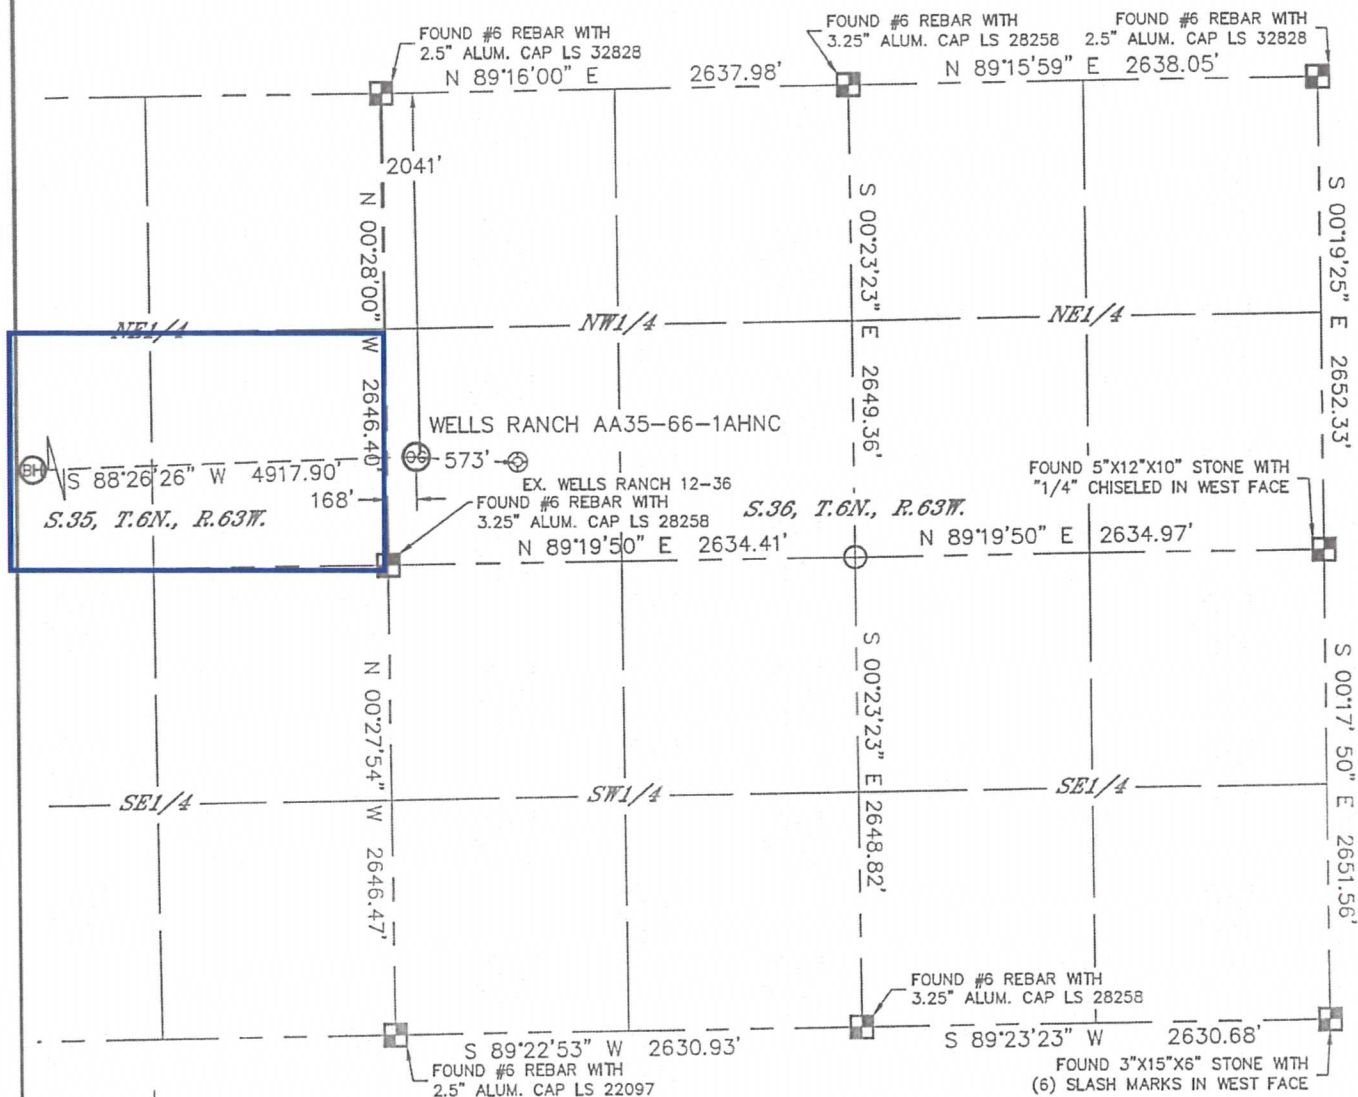 FOUND #6 REBAR WITH
2.5" ALUM. CAP LS 32828
N 89°16'00" E 2637.98'
FOUND #6 REBAR WITH
3.25" ALUM. CAP LS 28258
FOUND #6 REBAR WITH
2.5" ALUM. CAP LS 32828
N 89°15'59" E 2638.05'
2041'
N 00°28'00" W 2646.40'
S 00°23'23" E 2649.36'
S 00°19'25" E 2652.33'
NE1/4
NW1/4
NE1/4
WELLS RANCH AA35-66-1AHNC
573'
EX. WELLS RANCH 12-36
BH
S 88°26'26" W 4917.90'
168'
S.35, T.6N., R.63W.
FOUND #6 REBAR WITH
3.25" ALUM. CAP LS 28258
S.36, T.6N., R.63W.
FOUND 5"X12"X10" STONE WITH
"1/4" CHISELED IN WEST FACE
N 89°19'50" E 2634.41'
N 89°19'50" E 2634.97'
N 00°27'54" W 2646.47'
S 00°23'23" E 2648.82'
S 00°17' 50" E 2651.56'
SE1/4
SW1/4
SE1/4
FOUND #6 REBAR WITH
3.25" ALUM. CAP LS 28258
S 89°22'53" W 2630.93'
S 89°23'23" W 2630.68'
FOUND #6 REBAR WITH
2.5" ALUM. CAP LS 22097
FOUND 3"X15"X6" STONE WITH
(6) SLASH MARKS IN WEST FACE